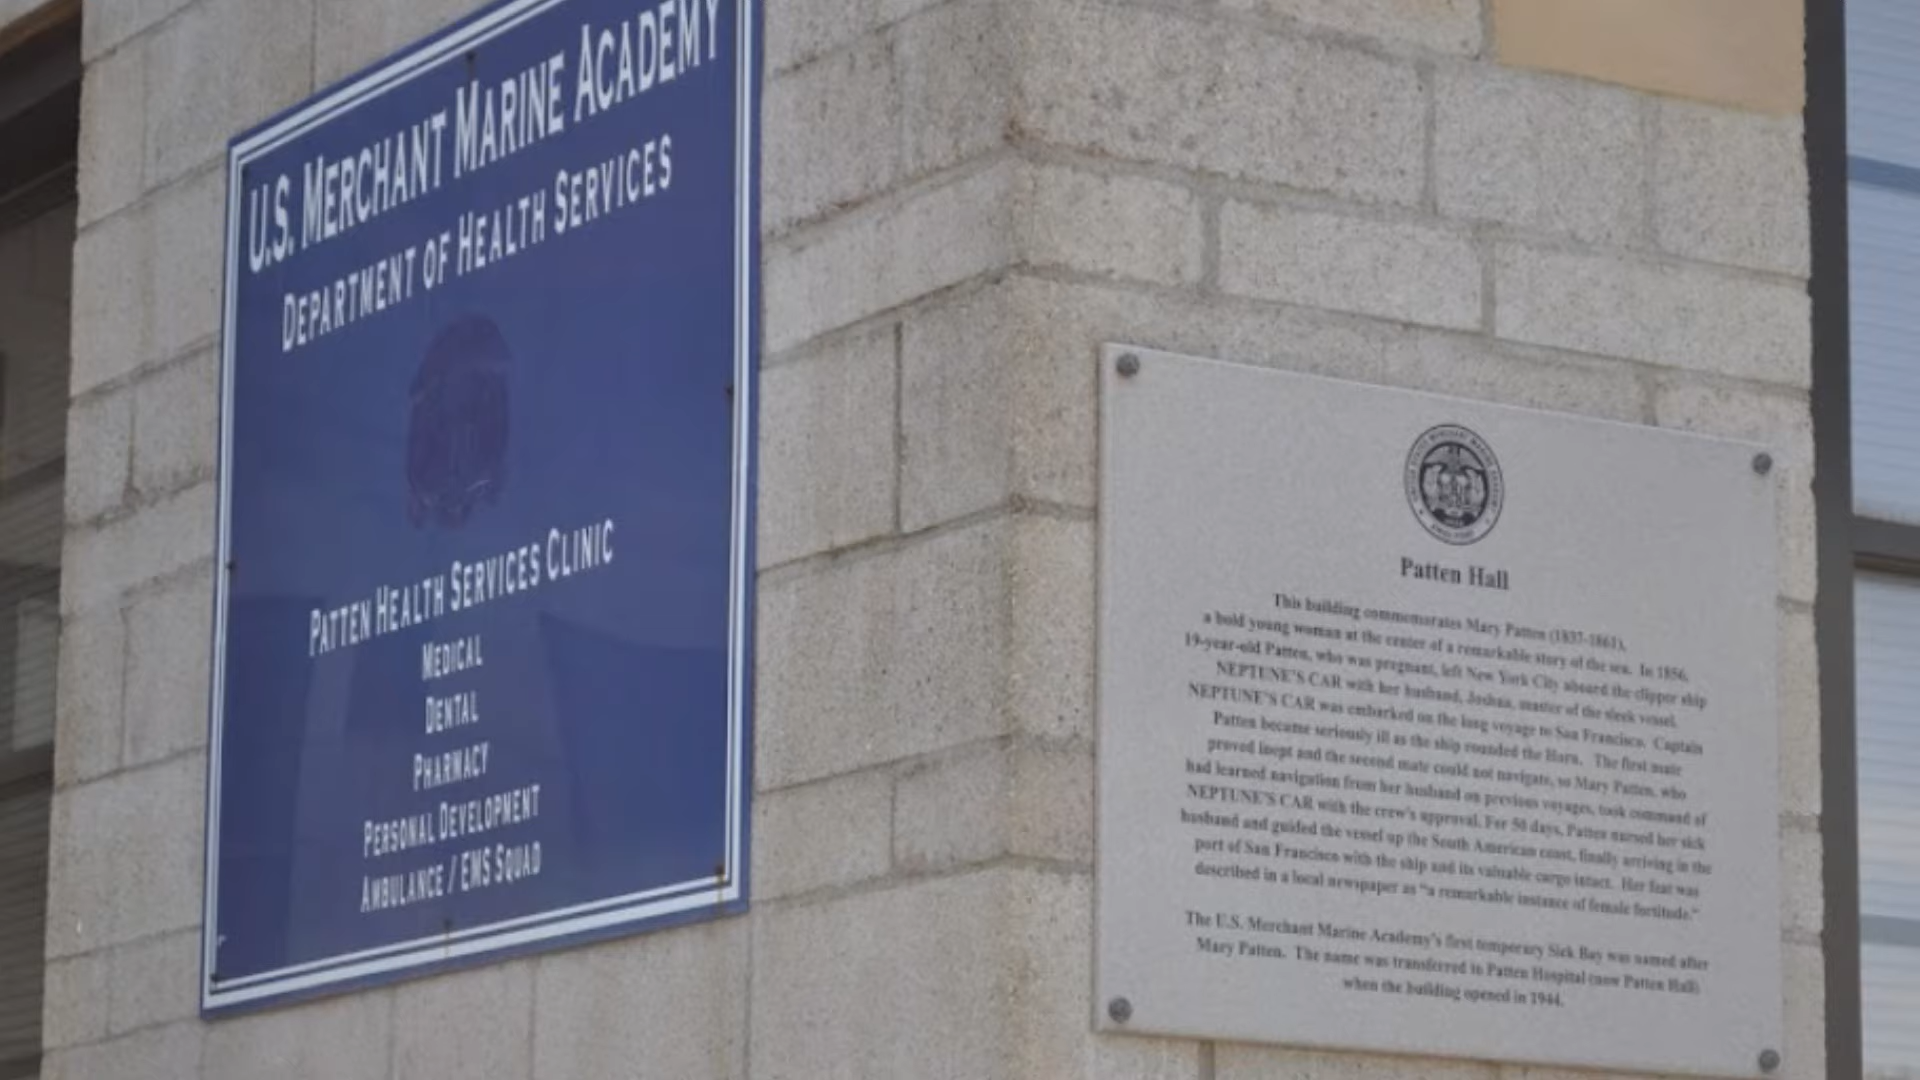 U.S. MERCHANT MARINE ACADEMY
DEPARTMENT OF HEALTH SERVICES
PATTEN HEALTH SERVICES CLINIC
MEDICAL
DENTAL
PHARMACY
PERSONAL DEVELOPMENT
AMBULANCE / EMS SQUAD
Patten Hall
This building commemorates Mary Patten (1837-1861),
a bold young woman at the center of a remarkable story of the sea. In 1856,
19-year-old Patten, who was pregnant, left New York City aboard the clipper ship
NEPTUNE'S CAR with her husband, Joshua, master of the sleek vessel.
NEPTUNE'S CAR was embarked on the long voyage to San Francisco. Captain
Patten became seriously ill as the ship rounded the Horn. The first mate
proved inept and the second mate could not navigate, so Mary Patten, who
had learned navigation from her husband on previous voyages, took command of
NEPTUNE'S CAR with the crew's approval. For 50 days, Patten nursed her sick
husband and guided the vessel up the South American coast, finally arriving in the
port of San Francisco with the ship and its valuable cargo intact. Her feat was
described in a local newspaper as "a remarkable instance of female fortitude."
The U.S. Merchant Marine Academy's first temporary Sick Bay was named after
Mary Patten. The name was transferred to Patten Hospital (now Patten Hall)
when the building opened in 1944.